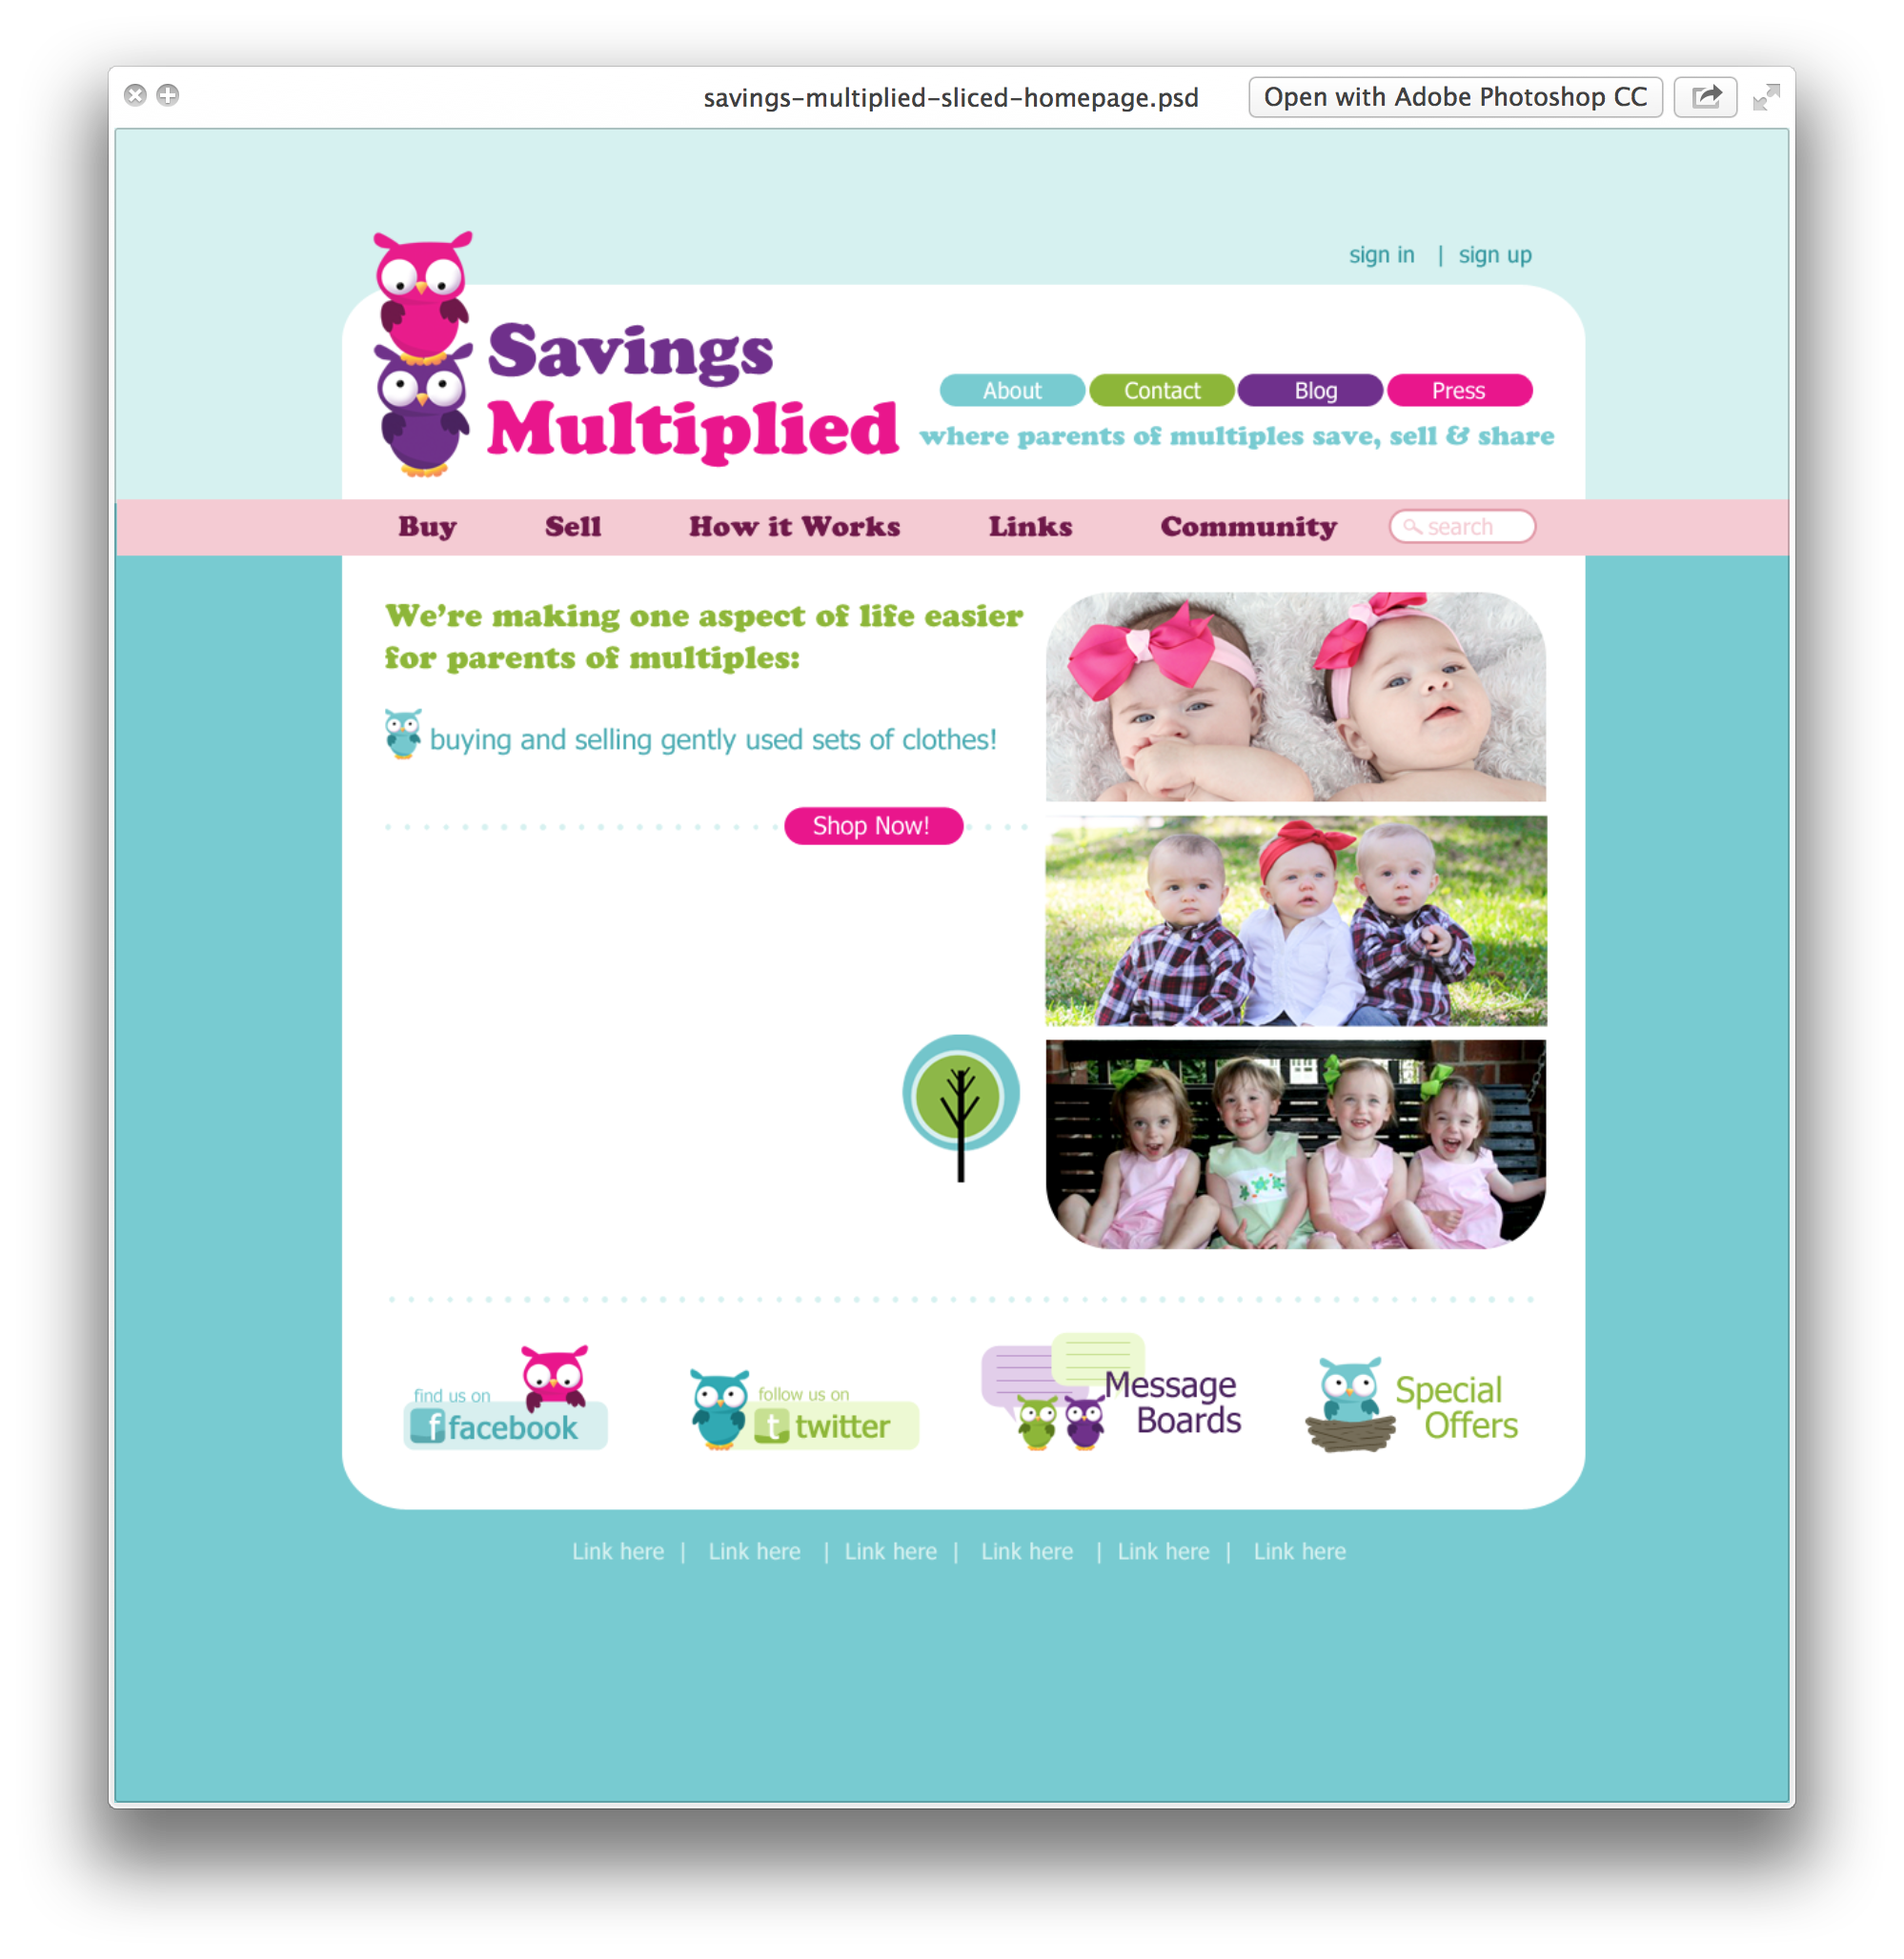 savings-multiplied-sliced-homepage.psd
Open with Adobe Photoshop CC
sign in | sign up
Savings
Multiplied
About Contact Blog Press
where parents of multiples save, sell & share
Buy Sell How it Works Links Community search
We're making one aspect of life easier
for parents of multiples:
buying and selling gently used sets of clothes!
Shop Now!
find us on
f facebook
follow us on
t twitter
Message
Boards
Special
Offers
Link here | Link here | Link here | Link here | Link here | Link here